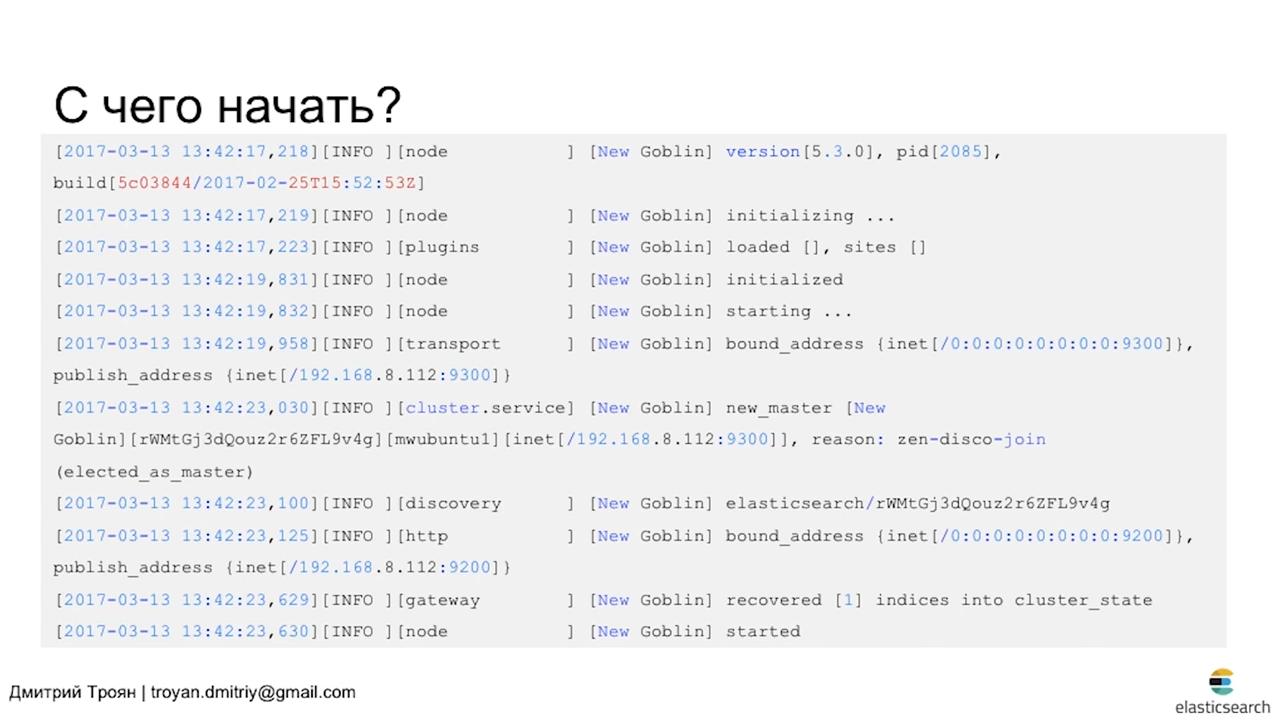 С чего начать?
[2017-03-13 13:42:17,218][INFO ][node           ] [New Goblin] version[5.3.0], pid[2085],
build[5c03844/2017-02-25T15:52:53Z]
[2017-03-13 13:42:17,219][INFO ][node           ] [New Goblin] initializing ...
[2017-03-13 13:42:17,223][INFO ][plugins        ] [New Goblin] loaded [], sites []
[2017-03-13 13:42:19,831][INFO ][node           ] [New Goblin] initialized
[2017-03-13 13:42:19,832][INFO ][node           ] [New Goblin] starting ...
[2017-03-13 13:42:19,958][INFO ][transport      ] [New Goblin] bound_address {inet[/0:0:0:0:0:0:0:0:9300]},
publish_address {inet[/192.168.8.112:9300]}
[2017-03-13 13:42:23,030][INFO ][cluster.service] [New Goblin] new_master [New
Goblin][rWMtGj3dQouz2r6ZFL9v4g][mwubuntu1][inet[/192.168.8.112:9300]], reason: zen-disco-join
(elected_as_master)
[2017-03-13 13:42:23,100][INFO ][discovery      ] [New Goblin] elasticsearch/rWMtGj3dQouz2r6ZFL9v4g
[2017-03-13 13:42:23,125][INFO ][http           ] [New Goblin] bound_address {inet[/0:0:0:0:0:0:0:0:9200]},
publish_address {inet[/192.168.8.112:9200]}
[2017-03-13 13:42:23,629][INFO ][gateway        ] [New Goblin] recovered [1] indices into cluster_state
[2017-03-13 13:42:23,630][INFO ][node           ] [New Goblin] started
Дмитрий Троян | troyan.dmitriy@gmail.com
elasticsearch